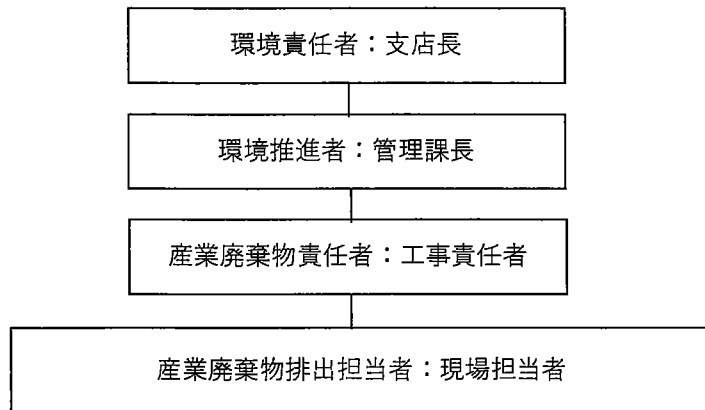 環境責任者：支店長
環境推進者：管理課長
産業廃棄物責任者：工事責任者
産業廃棄物排出担当者：現場担当者